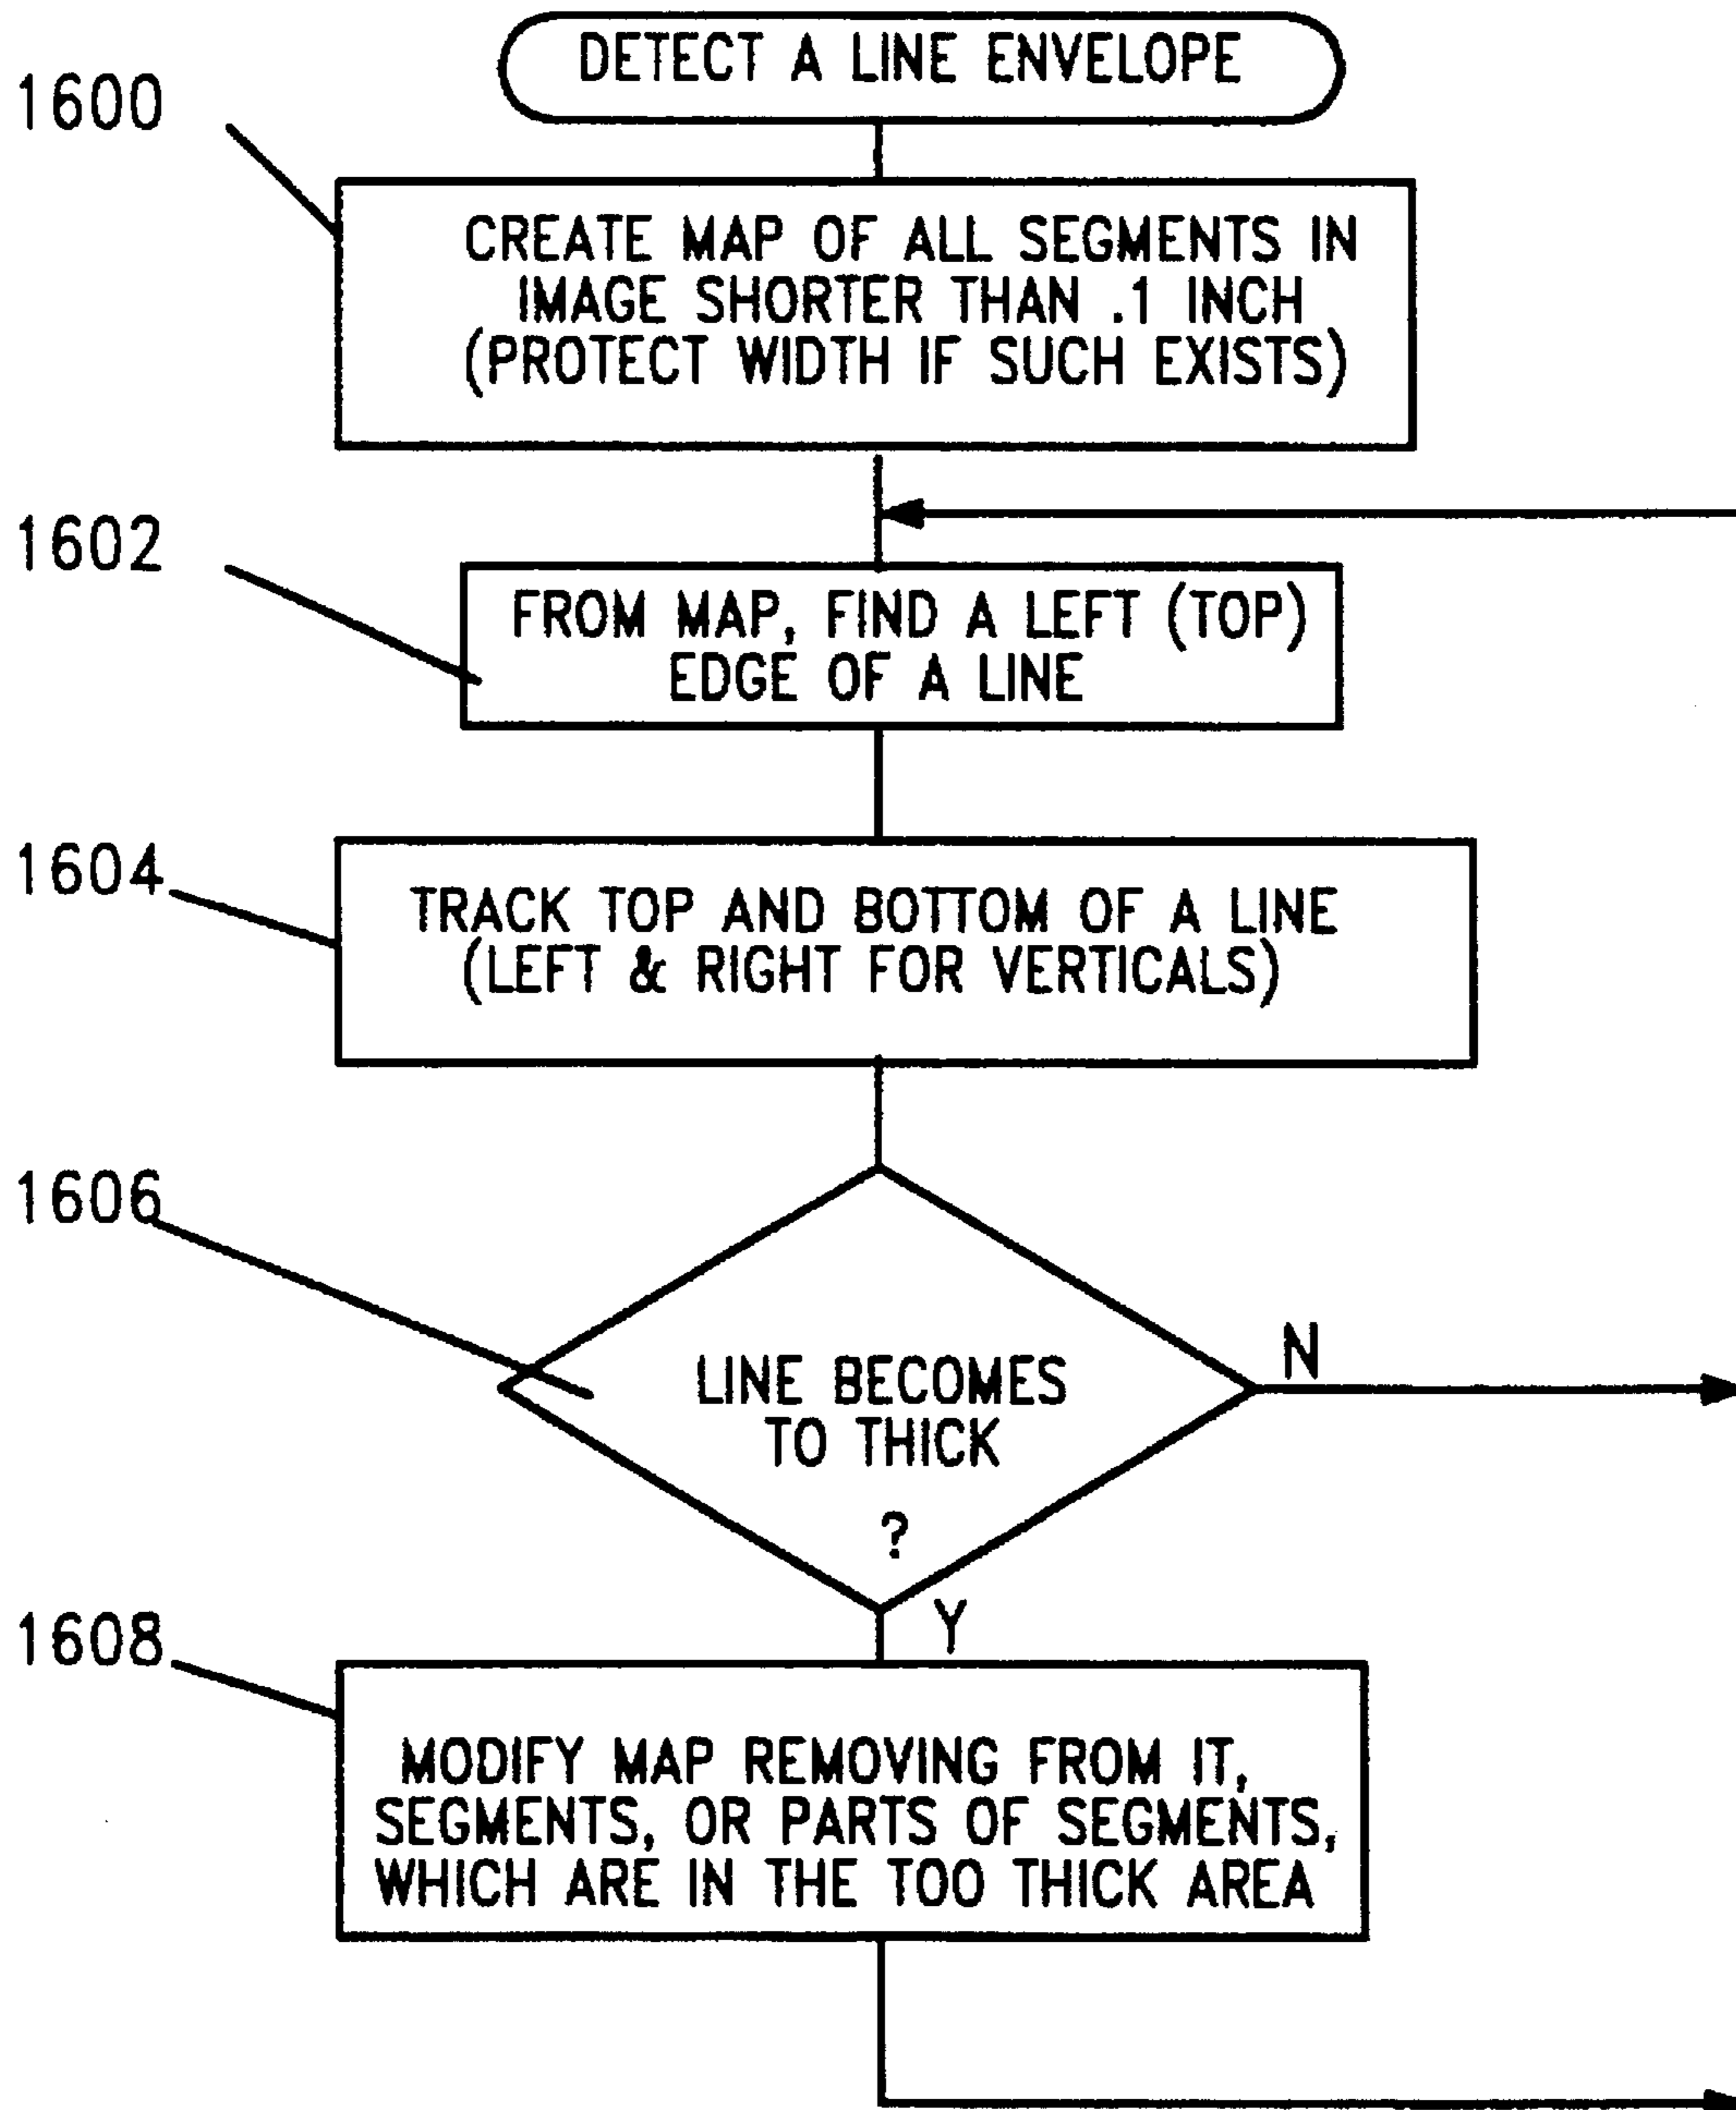 DETECT A LINE ENVELOPE
1600
CREATE MAP OF ALL SEGMENTS IN
IMAGE SHORTER THAN .1 INCH
(PROTECT WIDTH IF SUCH EXISTS)
1602
FROM MAP, FIND A LEFT (TOP)
EDGE OF A LINE
1604
TRACK TOP AND BOTTOM OF A LINE
(LEFT & RIGHT FOR VERTICALS)
1606
LINE BECOMES
TO THICK
?
N
Y
1608
MODIFY MAP REMOVING FROM IT,
SEGMENTS, OR PARTS OF SEGMENTS,
WHICH ARE IN THE TOO THICK AREA